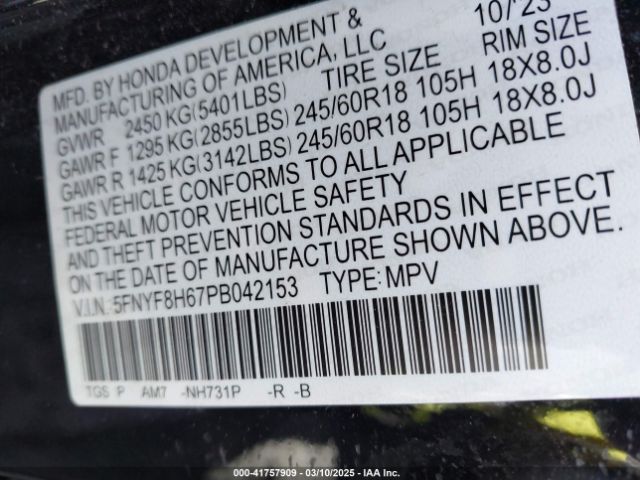 MFD. BY HONDA DEVELOPMENT & 10/'23
MANUFACTURING OF AMERICA, LLC
GVWR 2450 KG(5401LBS) TIRE SIZE RIM SIZE
GAWR F 1295 KG(2855LBS) 245/60R18 105H 18X8.0J
GAWR R 1425 KG(3142LBS) 245/60R18 105H 18X8.0J
THIS VEHICLE CONFORMS TO ALL APPLICABLE
FEDERAL MOTOR VEHICLE SAFETY
AND THEFT PREVENTION STANDARDS IN EFFECT
ON THE DATE OF MANUFACTURE SHOWN ABOVE.
V.I.N.: 5FNYF8H67PB042153 TYPE: MPV
TGS P AM7 -NH731P -R -B
000-41757909 — 03/10/2025 — IAA Inc.